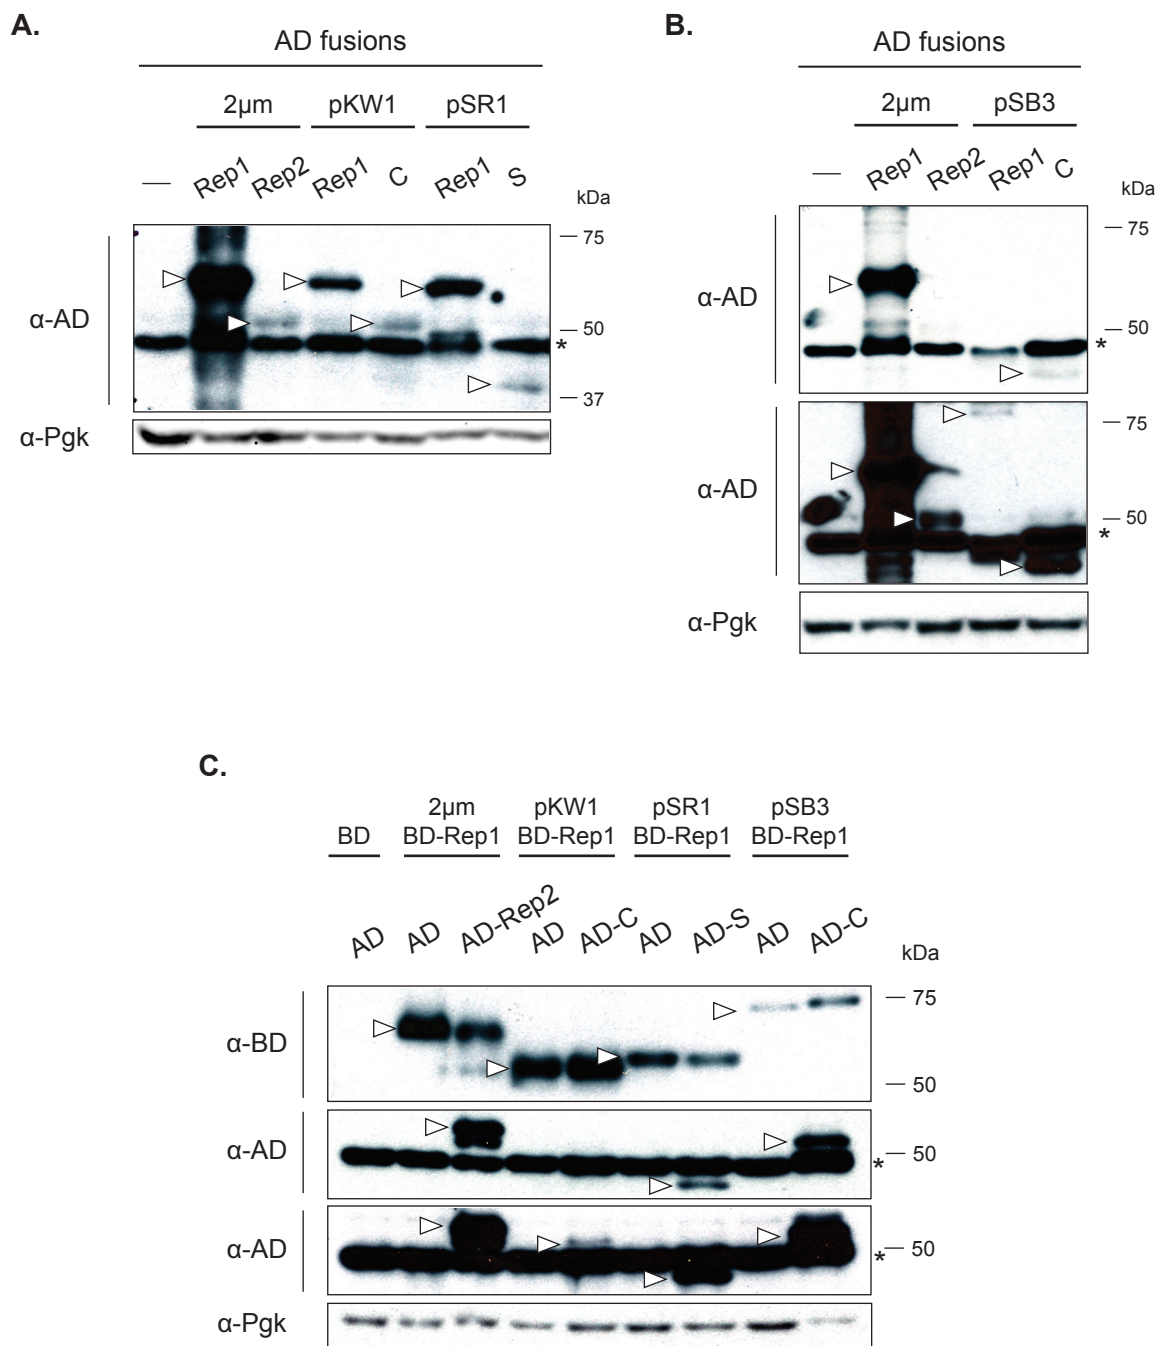 A.
AD fusions
2µm pKW1 pSR1
— Rep1 Rep2 Rep1 C Rep1 S
kDa
75
α-AD
50
*
37
α-Pgk
B.
AD fusions
2µm pSB3
— Rep1 Rep2 Rep1 C
kDa
75
α-AD
50
*
75
α-AD
50
*
α-Pgk
C.
2µm pKW1 pSR1 pSB3
BD BD-Rep1 BD-Rep1 BD-Rep1 BD-Rep1
AD AD AD-Rep2 AD AD-C AD AD-S AD AD-C
kDa
75
α-BD
50
α-AD
50
*
α-AD
50
*
α-Pgk